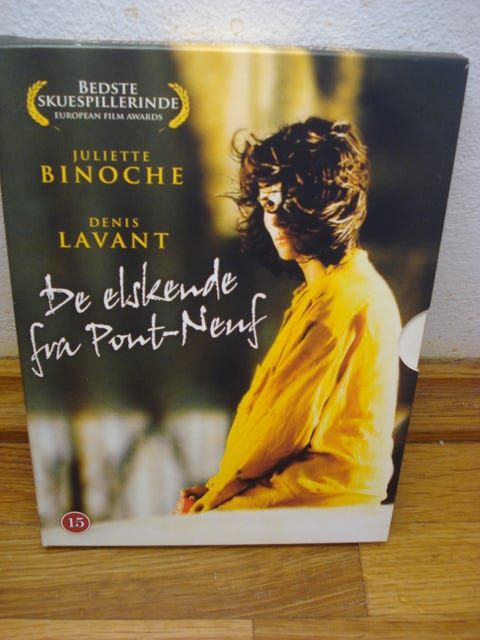 BEDSTE
SKUESPILLERINDE
EUROPEAN FILM AWARDS
JULIETTE
BINOCHE
DENIS
LAVANT
De elskende
fra Pont-Neuf
15